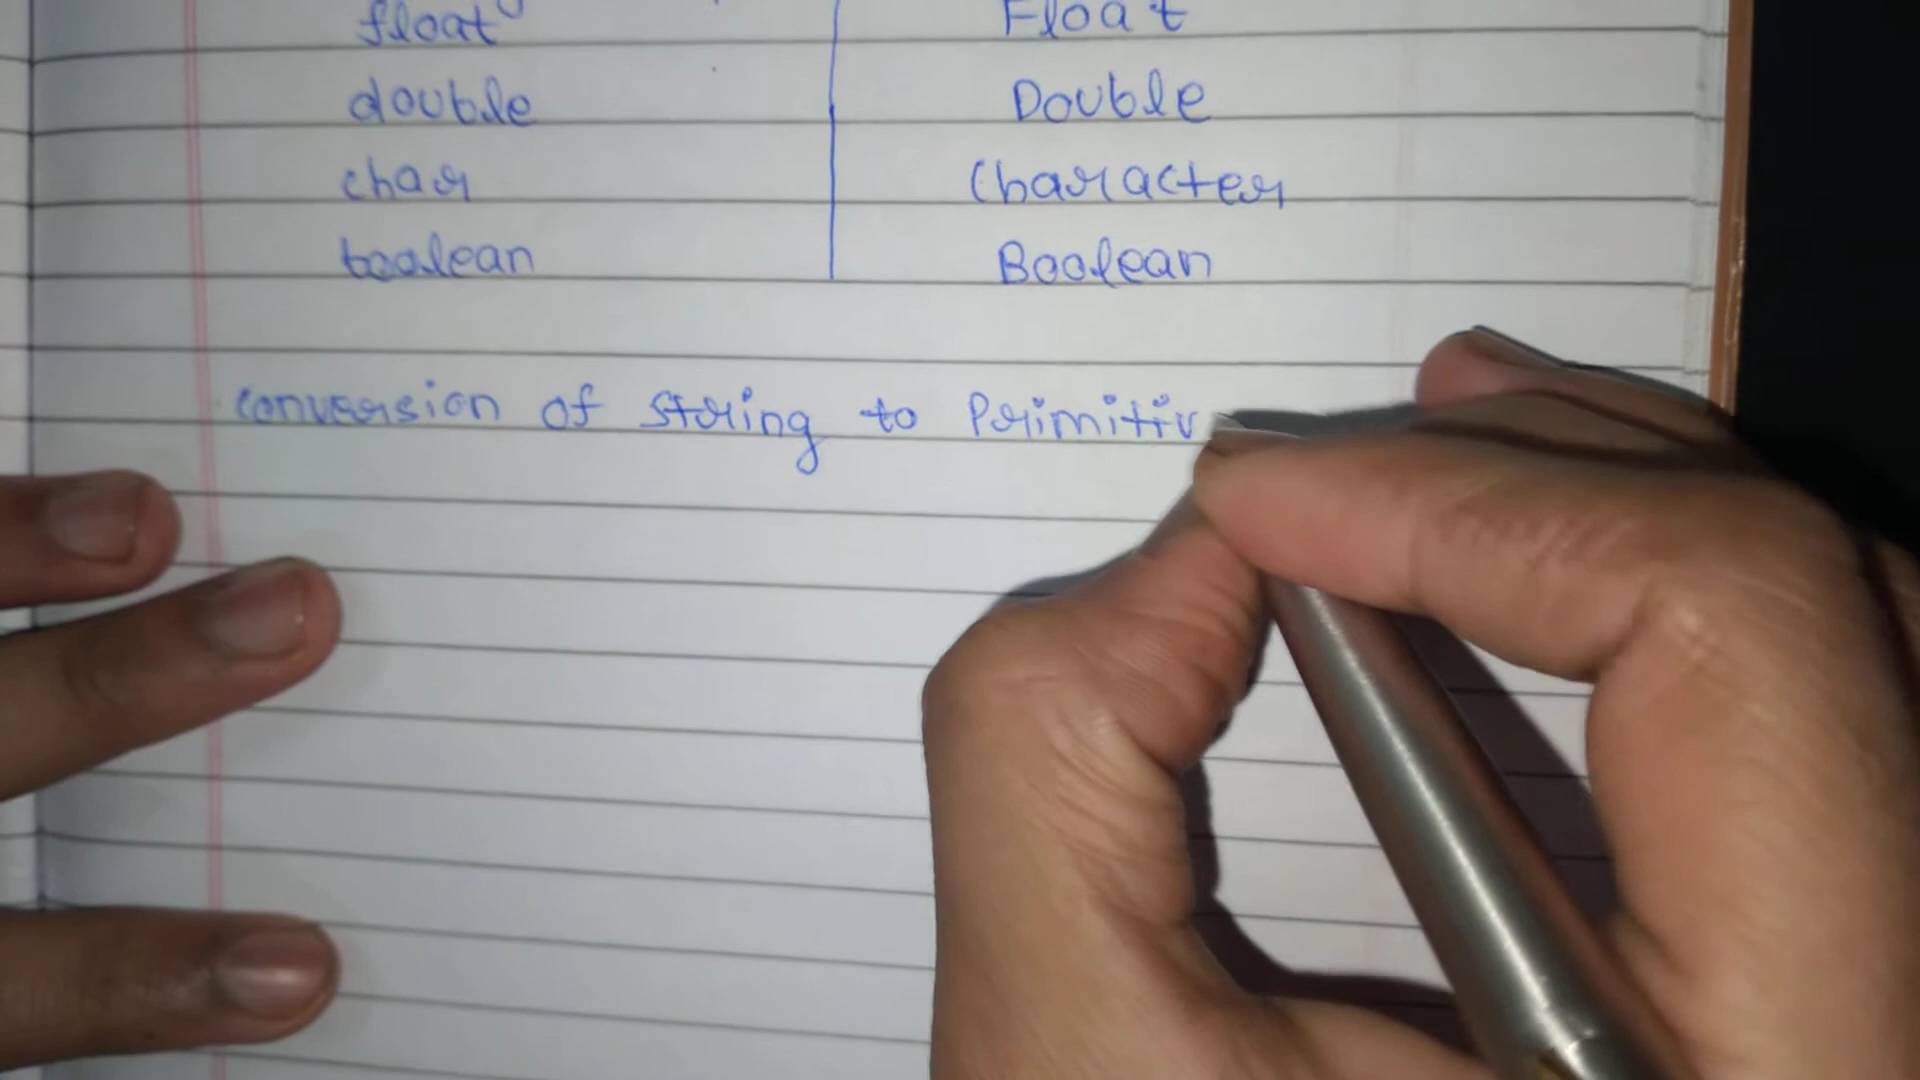 float Float
double Double
char Character
boolean Boolean
conversion of string to Primitiv